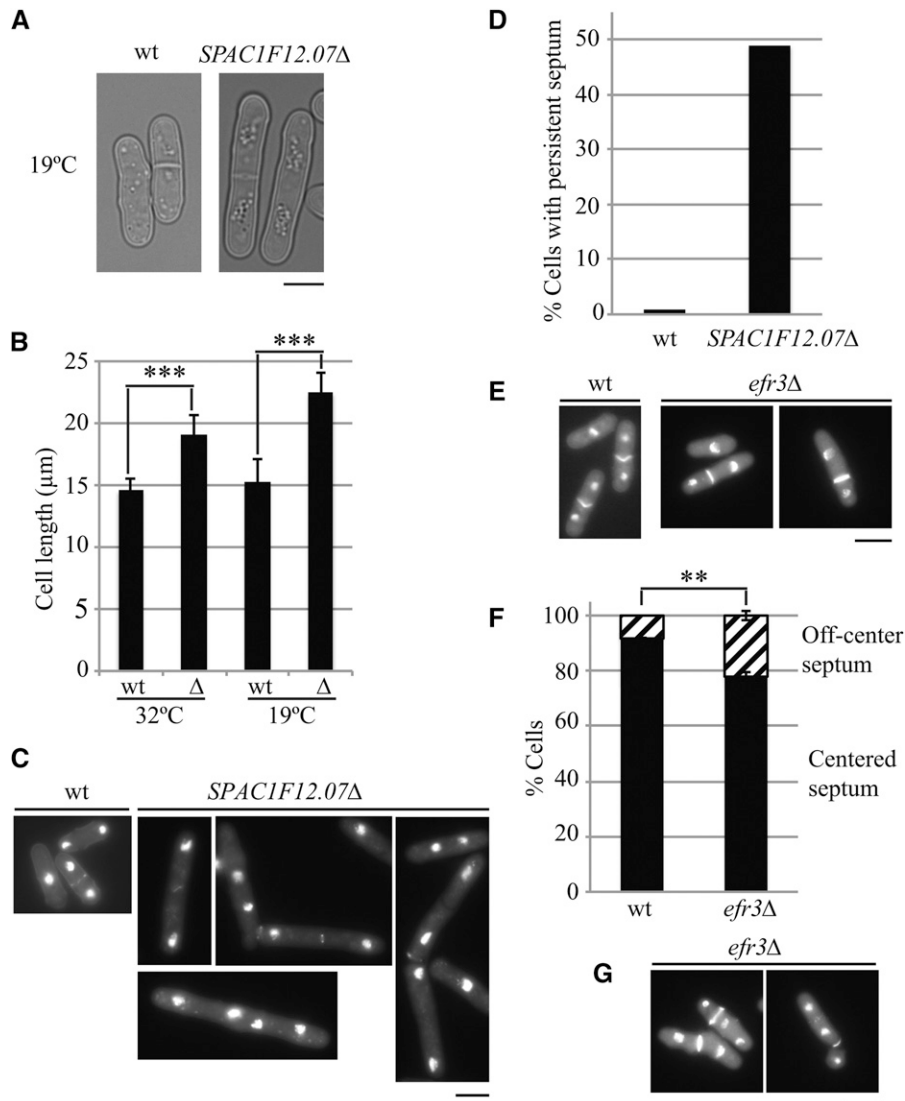 A
wt SPAC1F12.07Δ
19ºC
B
***
***
25
20
15
10
5
0
Cell length (μm)
wt Δ wt Δ
32ºC 19ºC
C
wt SPAC1F12.07Δ
D
50
40
30
20
10
0
% Cells with persistent septum
wt SPAC1F12.07Δ
E
wt efr3Δ
F
**
100
80
60
40
20
0
% Cells
Off-center
septum
Centered
septum
wt efr3Δ
G
efr3Δ